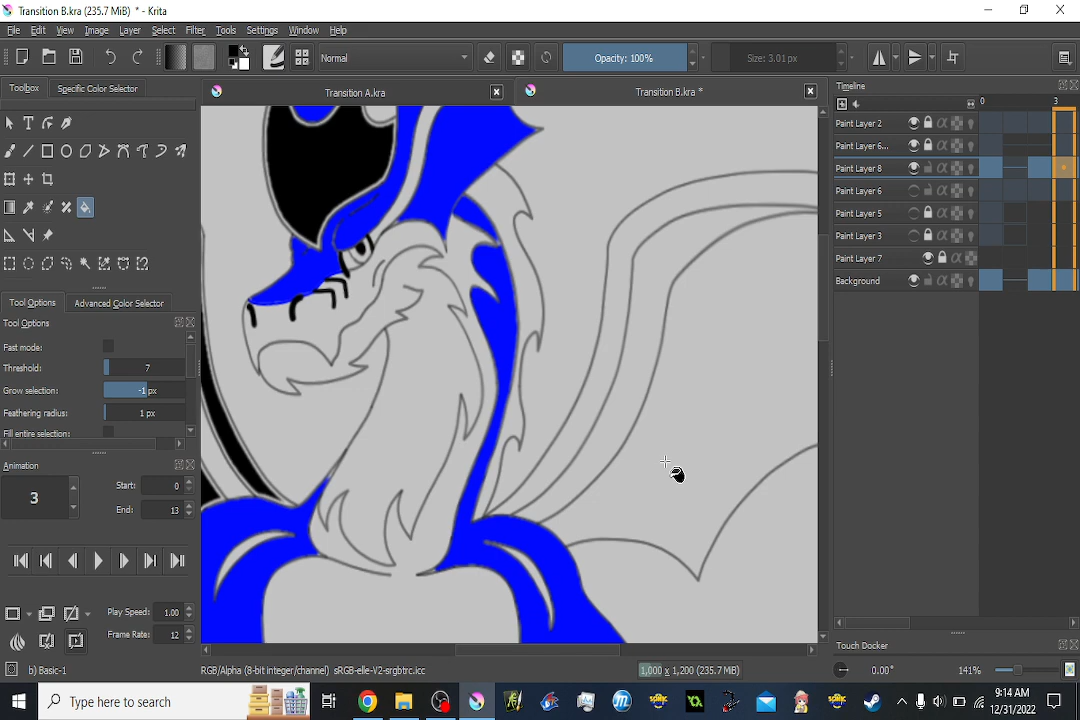 Transition B.kra (235.7 MiB) * - Krita
File Edit View Image Layer Select Filter Tools Settings Window Help
Normal
Opacity: 100%
Size: 3.01 px
Toolbox
Specific Color Selector
Transition A.kra
Transition B.kra *
Timeline
0
3
Paint Layer 2
Paint Layer 6...
Paint Layer 8
Paint Layer 6
Paint Layer 5
Paint Layer 3
Paint Layer 7
Background
Tool Options
Advanced Color Selector
Tool Options
Fast mode:
Threshold: 7
Grow selection: -1 px
Feathering radius: 1 px
Fill entire selection:
Animation
3
Start: 0
End: 13
Play Speed: 1.00
Frame Rate: 12
b) Basic-1
RGB/Alpha (8-bit integer/channel) sRGB-elle-V2-srgbtrc.icc
1,000 x 1,200 (235.7 MiB)
Touch Docker
0.00°
141%
Type here to search
9:14 AM
12/31/2022